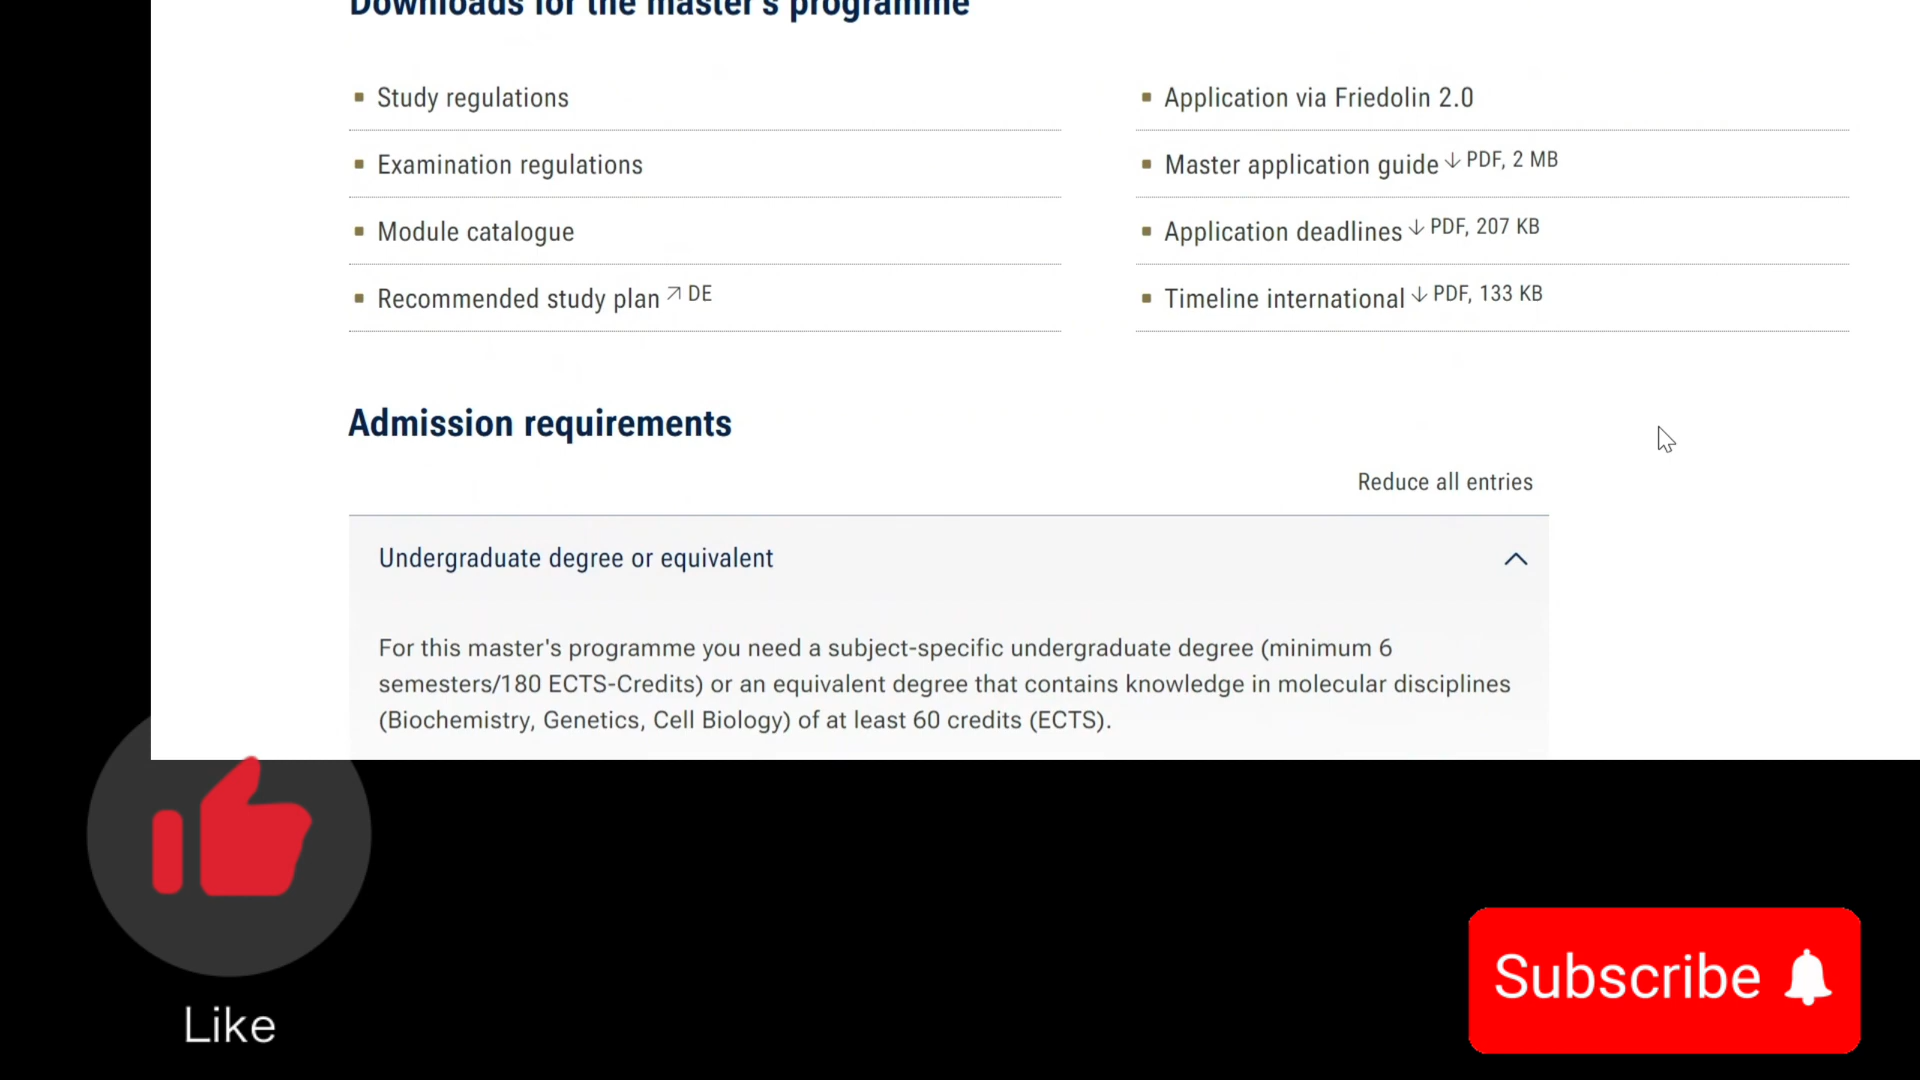 Downloads for the master's programme
Study regulations
Examination regulations
Module catalogue
Recommended study plan DE
Application via Friedolin 2.0
Master application guide PDF, 2 MB
Application deadlines PDF, 207 KB
Timeline international PDF, 133 KB
Admission requirements
Reduce all entries
Undergraduate degree or equivalent
For this master's programme you need a subject-specific undergraduate degree (minimum 6
semesters/180 ECTS-Credits) or an equivalent degree that contains knowledge in molecular disciplines
(Biochemistry, Genetics, Cell Biology) of at least 60 credits (ECTS).
Like
Subscribe